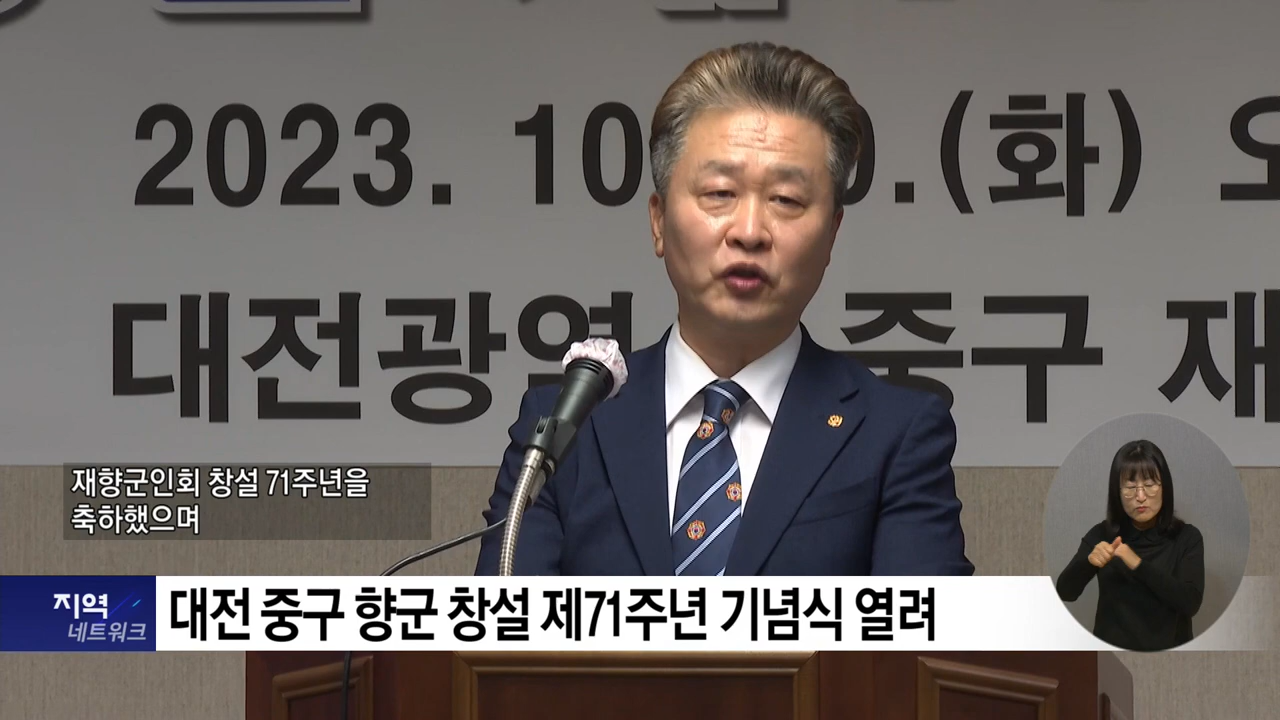 2023. 10 0.(화) 오
대전광역 중구 재
재향군인회 창설 71주년을
축하했으며
지역
네트워크
대전 중구 향군 창설 제71주년 기념식 열려